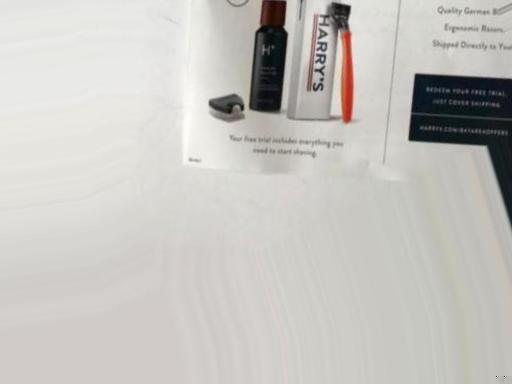 H'
HARRY'S
Your free trial includes everything you
need to start shaving.
Quality German
Ergonomic Razors.
Shipped Directly to You
REDEEM YOUR FREE TRIAL.
JUST COVER SHIPPING